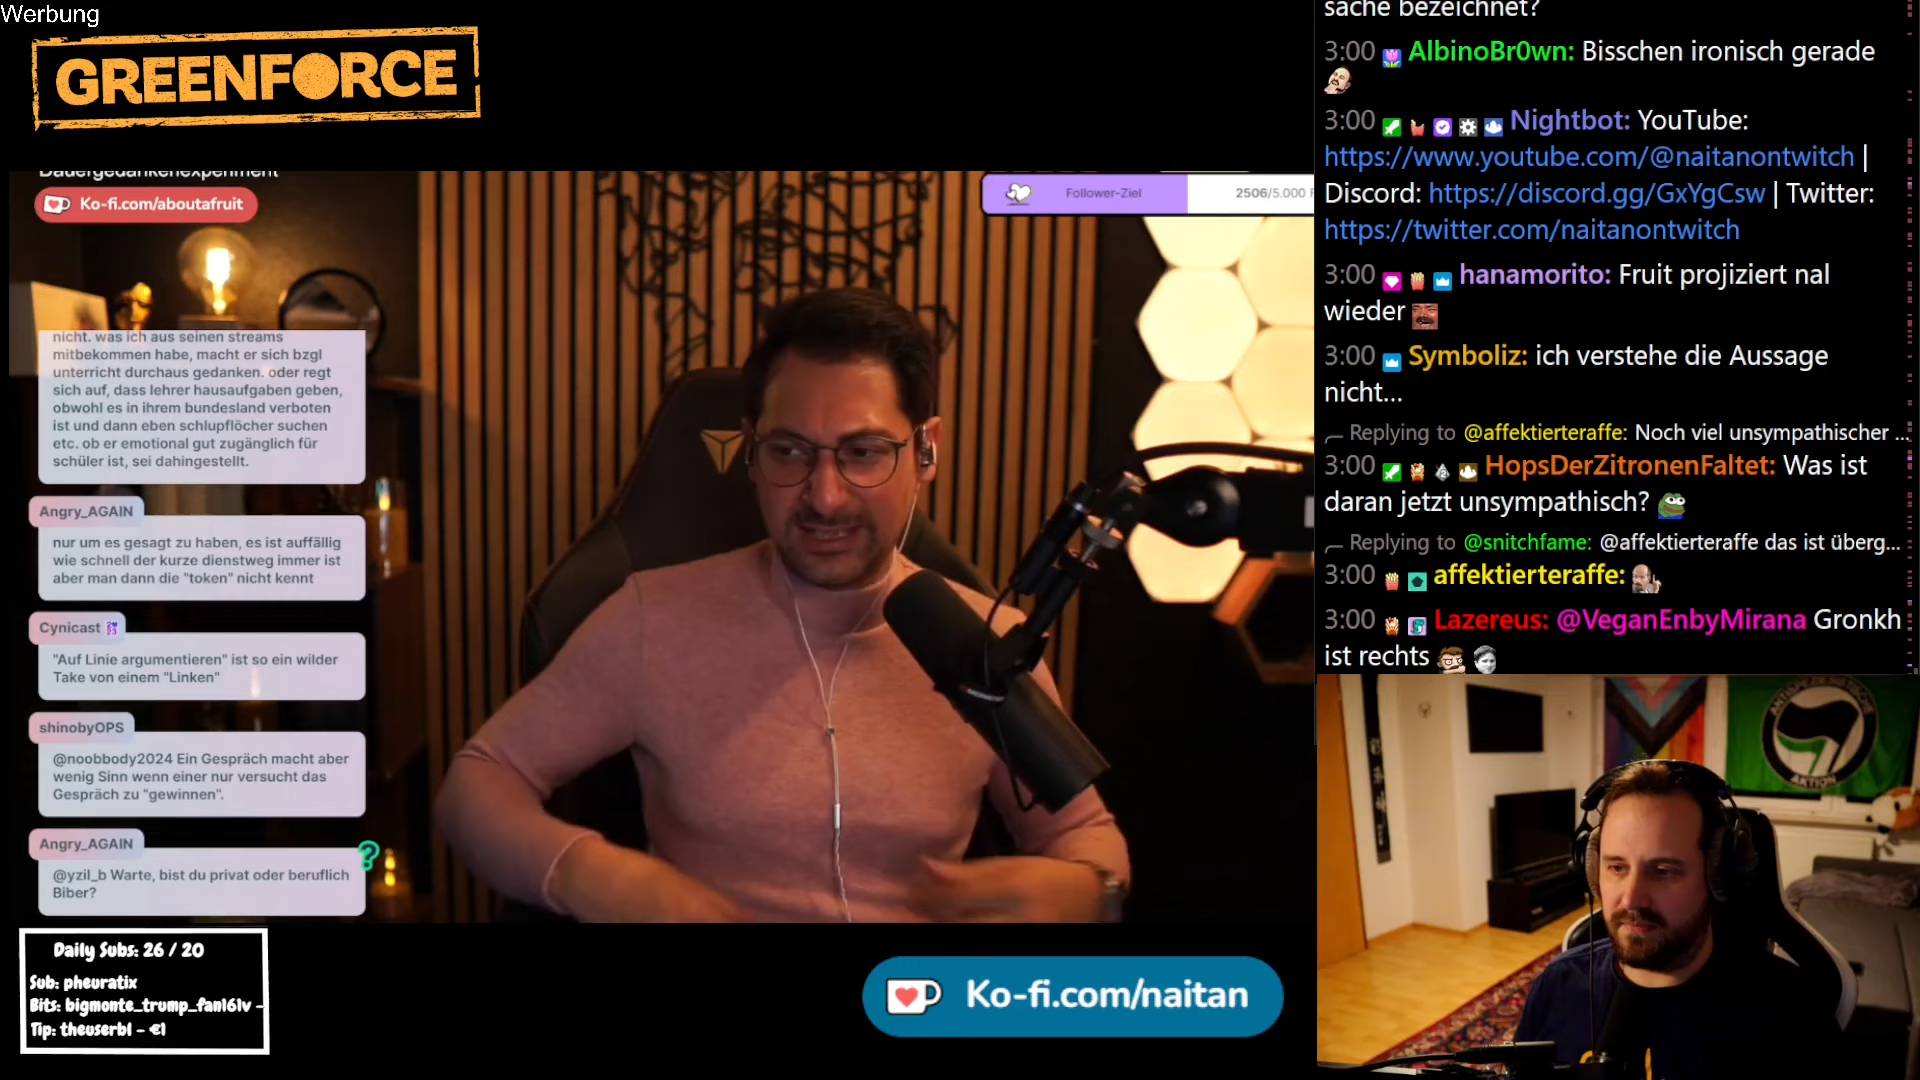 Werbung
GREENFORCE
Dauergedankenexperiment
Ko-fi.com/aboutafruit
Follower-Ziel
2506/5.000 F
nicht. was ich aus seinen streams
mitbekommen habe, macht er sich bzgl
unterricht durchaus gedanken. oder regt
sich auf, dass lehrer hausaufgaben geben,
obwohl es in ihrem bundesland verboten
ist und dann eben schlupflöcher suchen
etc. ob er emotional gut zugänglich für
schüler ist, sei dahingestellt.
Angry_AGAIN
nur um es gesagt zu haben, es ist auffällig
wie schnell der kurze dienstweg immer ist
aber man dann die "token" nicht kennt
Cynicast
"Auf Linie argumentieren" ist so ein wilder
Take von einem "Linken"
shinobyOPS
@noobbody2024 Ein Gespräch macht aber
wenig Sinn wenn einer nur versucht das
Gespräch zu "gewinnen".
Angry_AGAIN
@yzil_b Warte, bist du privat oder beruflich
Biber?
?
Daily Subs: 26 / 20
Sub: pheuratix
Bits: bigmonte_trump_fan161v -
Tip: theuserbl - €1
Ko-fi.com/naitan
sache bezeichnet?
3:00 AlbinoBr0wn: Bisschen ironisch gerade
3:00 Nightbot: YouTube:
https://www.youtube.com/@naitanontwitch |
Discord: https://discord.gg/GxYgCsw | Twitter:
https://twitter.com/naitanontwitch
3:00 hanamorito: Fruit projiziert nal
wieder
3:00 Symboliz: ich verstehe die Aussage
nicht...
Replying to @affektierteraffe: Noch viel unsympathischer ...
3:00 HopsDerZitronenFaltet: Was ist
daran jetzt unsympathisch?
Replying to @snitchfame: @affektierteraffe das ist überg...
3:00 affektierteraffe:
3:00 Lazereus: @VeganEnbyMirana Gronkh
ist rechts
AKTION